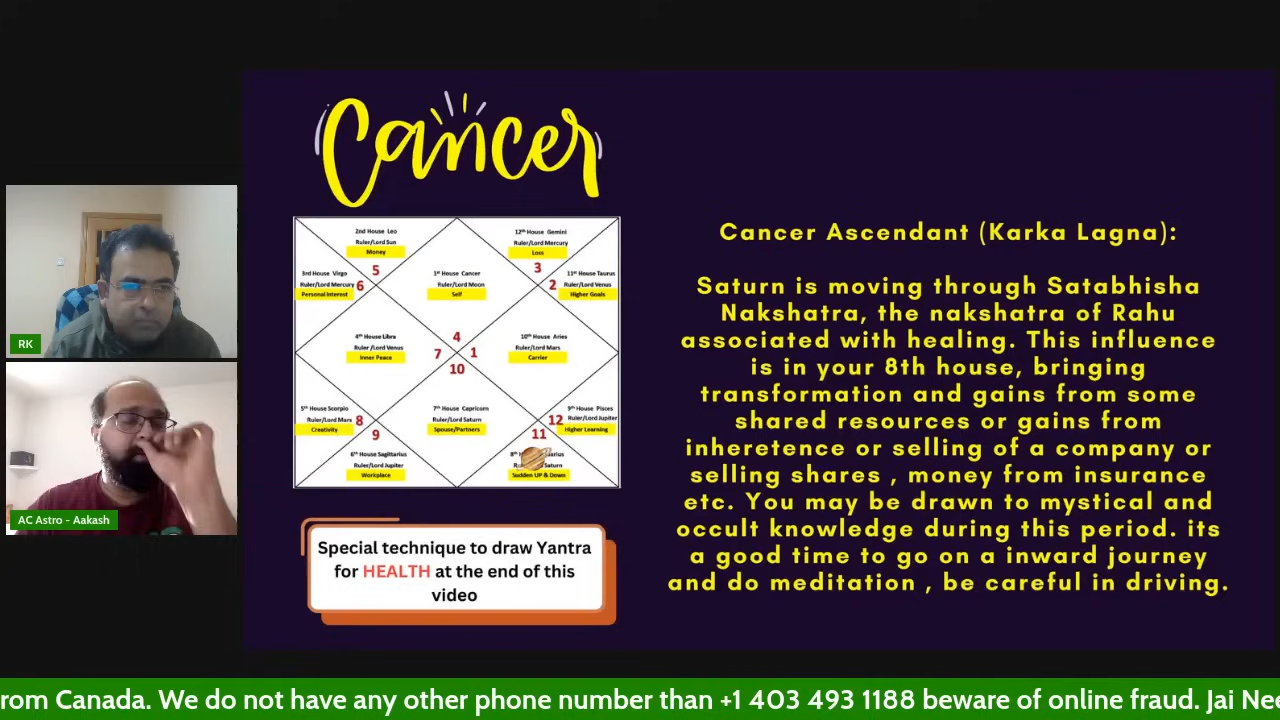 Cancer
2nd House Leo
Ruler/Lord Sun
Money
12th House Gemini
Ruler/Lord Mercury
Loss
3rd House Virgo
Ruler/Lord Mercury
Personal Interest
5
6
1st House Cancer
Ruler/Lord Moon
Self
3
2
11th House Taurus
Ruler/Lord Venus
Higher Goals
4th House Libra
Ruler /Lord Venus
Inner Peace
4
7 1
10
10th House Aries
Ruler/Lord Mars
Carrier
5th House Scorpio
Ruler/Lord Mars
Creativity
8
9
7th House Capricorn
Ruler/Lord Saturn
Spouse/Partners
12
11
9th House Pisces
Ruler/Lord Jupiter
Higher Learning
6th House Sagittarius
Ruler/Lord Jupiter
Workplace
Saturn
Sudden UP & Down
Special technique to draw Yantra
for HEALTH at the end of this
video
Cancer Ascendant (Karka Lagna):
Saturn is moving through Satabhisha
Nakshatra, the nakshatra of Rahu
associated with healing. This influence
is in your 8th house, bringing
transformation and gains from some
shared resources or gains from
inheretence or selling of a company or
selling shares , money from insurance
etc. You may be drawn to mystical and
occult knowledge during this period. its
a good time to go on a inward journey
and do meditation , be careful in driving.
RK
AC Astro - Aakash
rom Canada. We do not have any other phone number than +1 403 493 1188 beware of online fraud. Jai Nee